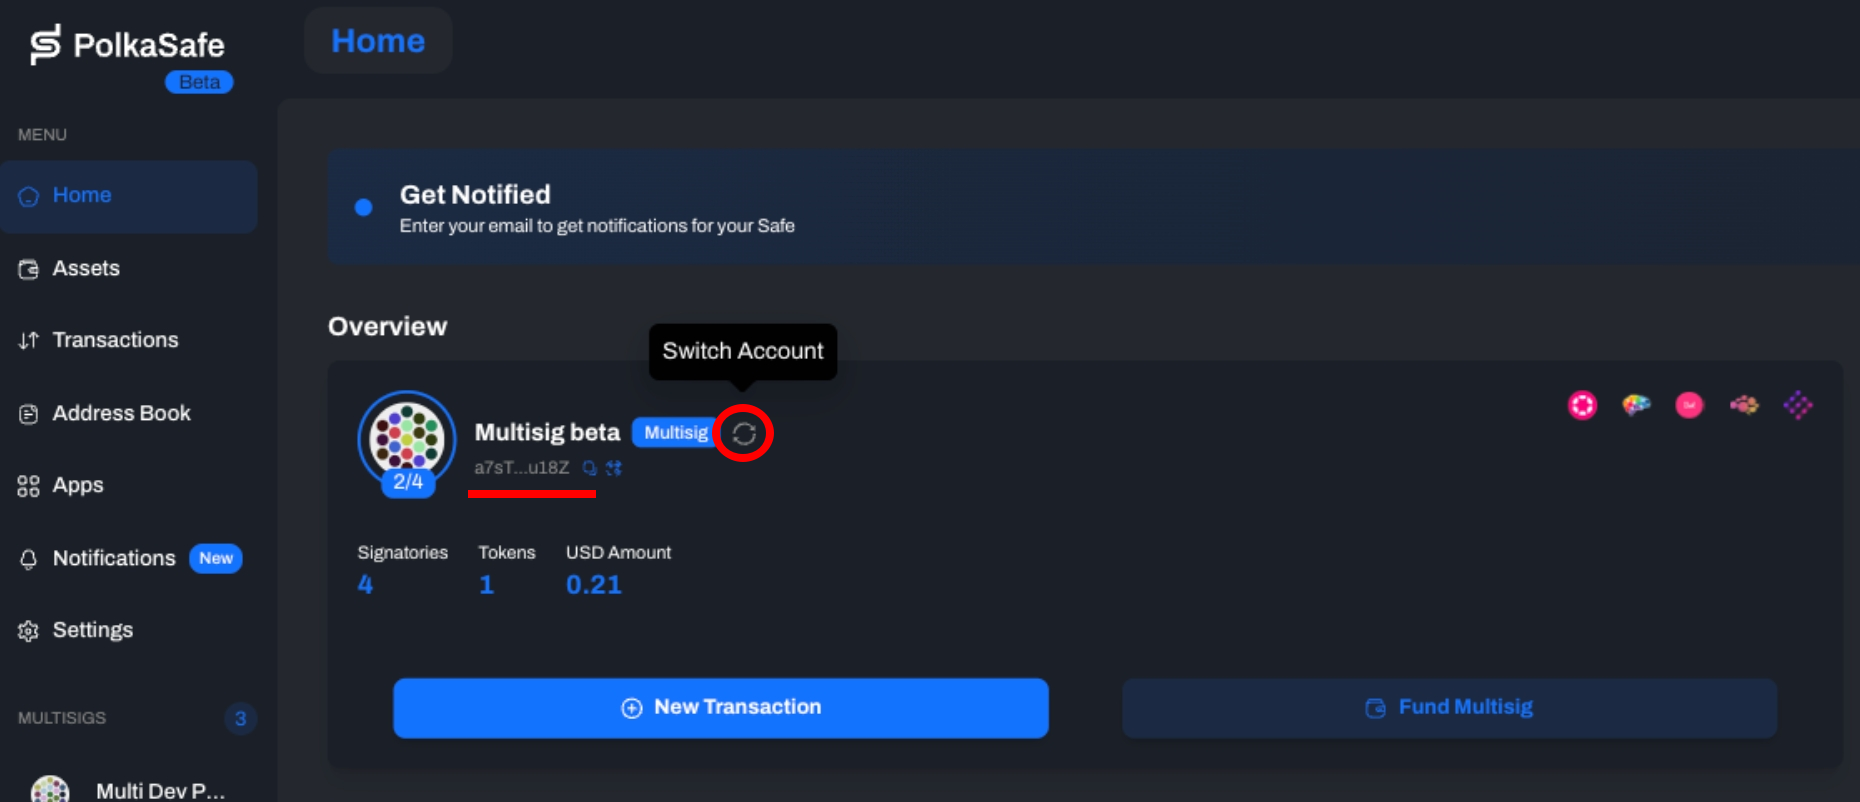 PolkaSafe
Beta
Home
MENU
Home
Assets
Transactions
Address Book
Apps
Notifications New
Settings
MULTISIGS 3
Multi Dev P...
Get Notified
Enter your email to get notifications for your Safe
Overview
Switch Account
Multisig beta Multisig
a7sT...u18Z
2/4
Signatories Tokens USD Amount
4 1 0.21
New Transaction Fund Multisig